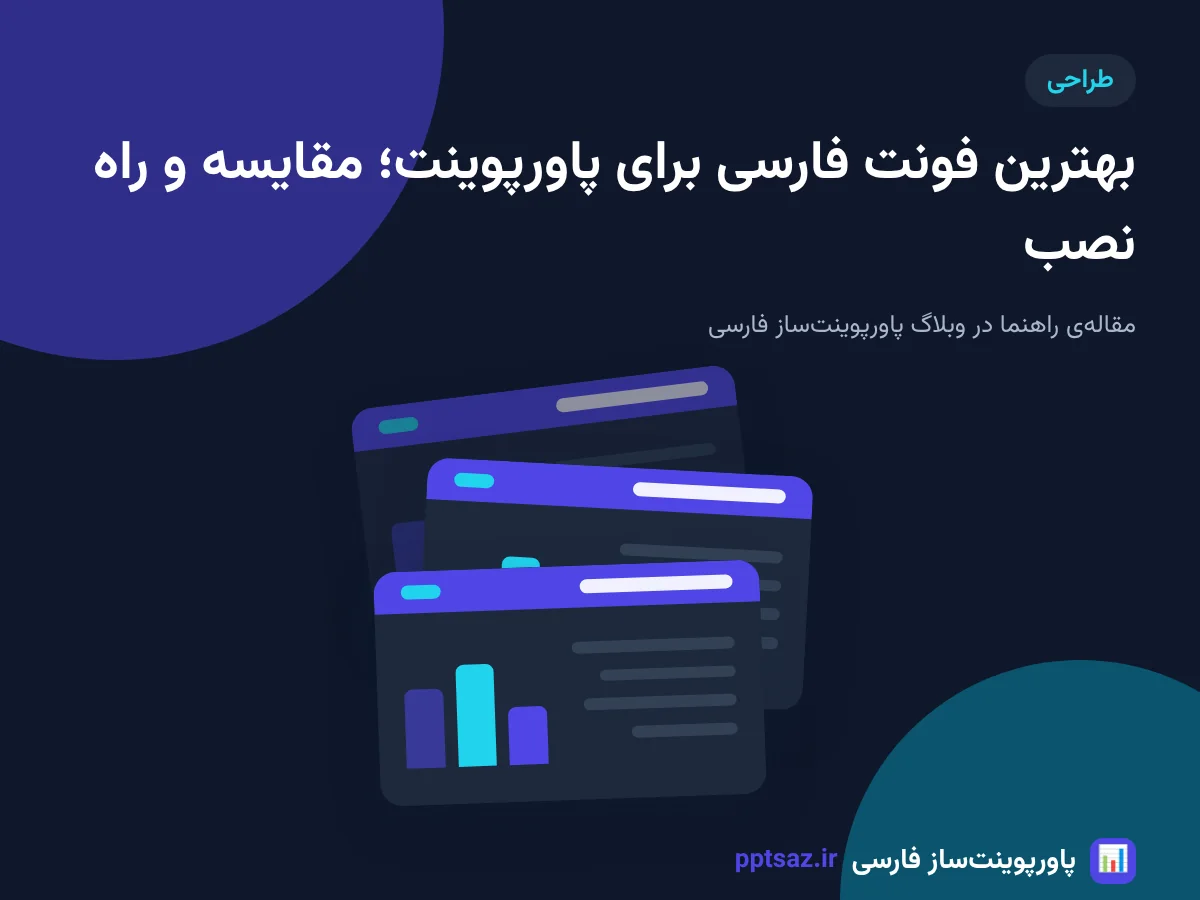 طراحی
بهترین فونت فارسی برای پاورپوینت؛ مقایسه و راه
نصب
مقاله‌ی راهنما در وبلاگ پاورپوینت‌ساز فارسی
پاورپوینت‌ساز فارسی pptsaz.ir